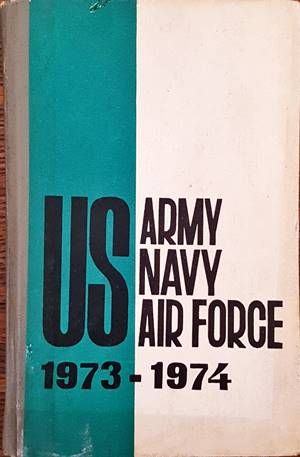 US ARMY
NAVY
AIR FORCE
1973 - 1974